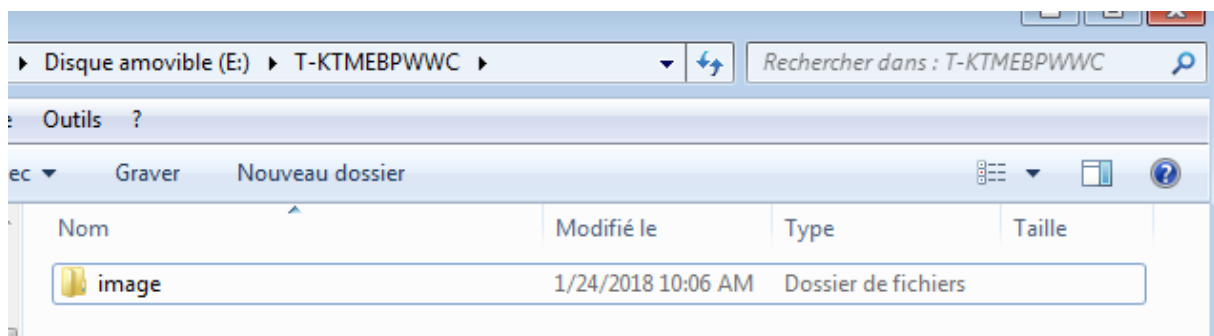 Disque amovible (E:) T-KTMEBPWWC Rechercher dans : T-KTMEBPWWC
Outils ?
Graver Nouveau dossier
Nom Modifié le Type Taille
image 1/24/2018 10:06 AM Dossier de fichiers